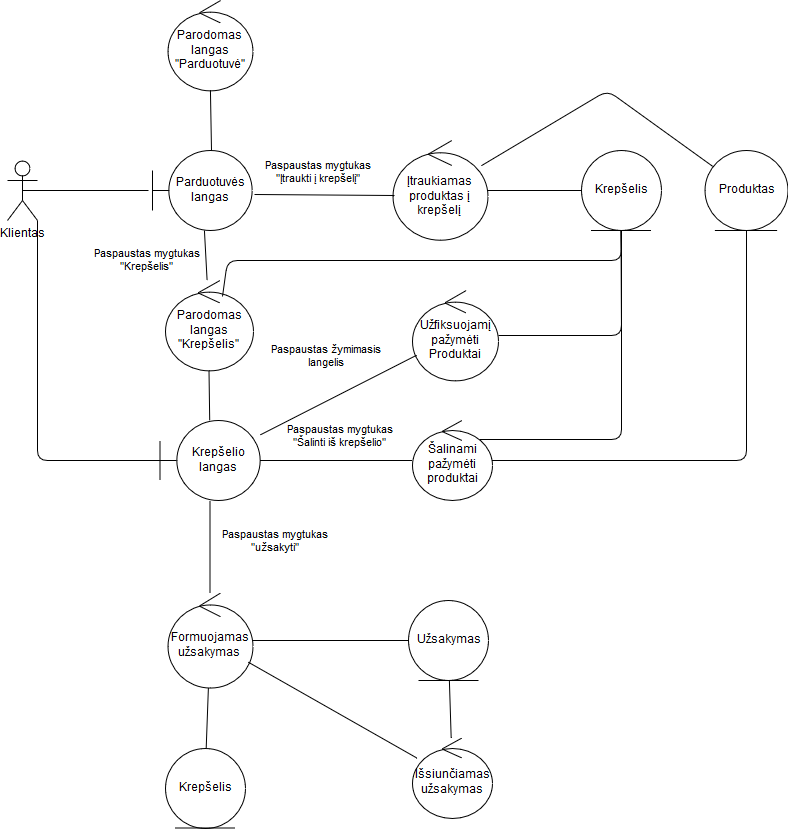 Parodomas
langas
"Parduotuvė"
Paspaustas mygtukas
"Įtraukti į krepšelį"
Parduotuvės
langas
Įtraukiamas
produktas į
krepšelį
Krepšelis
Produktas
Klientas
Paspaustas mygtukas
"Krepšelis"
Parodomas
langas
"Krepšelis"
Užfiksuojamį
pažymėti
Produktai
Paspaustas žymimasis
langelis
Paspaustas mygtukas
"Šalinti iš krepšelio"
Krepšelio
langas
Šalinami
pažymėti
produktai
Paspaustas mygtukas
"užsakyti"
Formuojamas
užsakymas
Užsakymas
Krepšelis
Išsiunčiamas
užsakymas